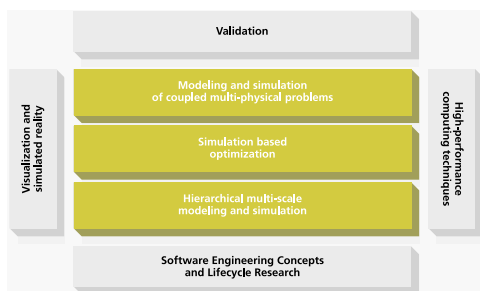 Validation
Visualization and
simulated reality
Modeling and simulation
of coupled multi-physical problems
Simulation based
optimization
Hierarchical multi-scale
modeling and simulation
High-performance
computing techniques
Software Engineering Concepts
and Lifecycle Research